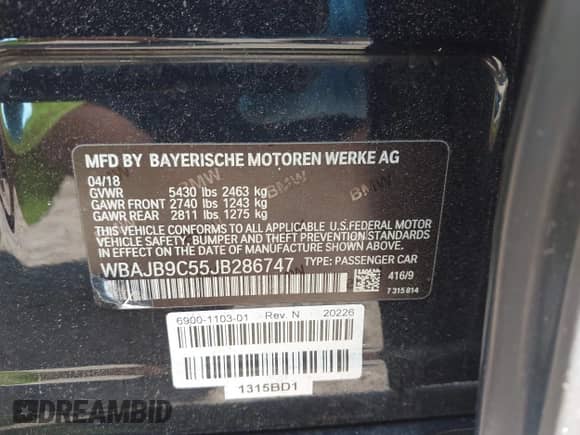 MFD BY BAYERISCHE MOTOREN WERKE AG
04/18
GVWR 5430 lbs 2463 kg
GAWR FRONT 2740 lbs 1243 kg
GAWR REAR 2811 lbs 1275 kg
THIS VEHICLE CONFORMS TO ALL APPLICABLE U.S.FEDERAL MOTOR
VEHICLE SAFETY, BUMPER, AND THEFT PREVENTION STANDARDS
IN EFFECT ON THE DATE OF MANUFACTURE SHOWN ABOVE.
WBAJB9C55JB286747 TYPE: PASSENGER CAR
416/9
7 315 814
BMW BMW BMW
6900-1103-01 Rev. N 20226
1315BD1
DREAMBID